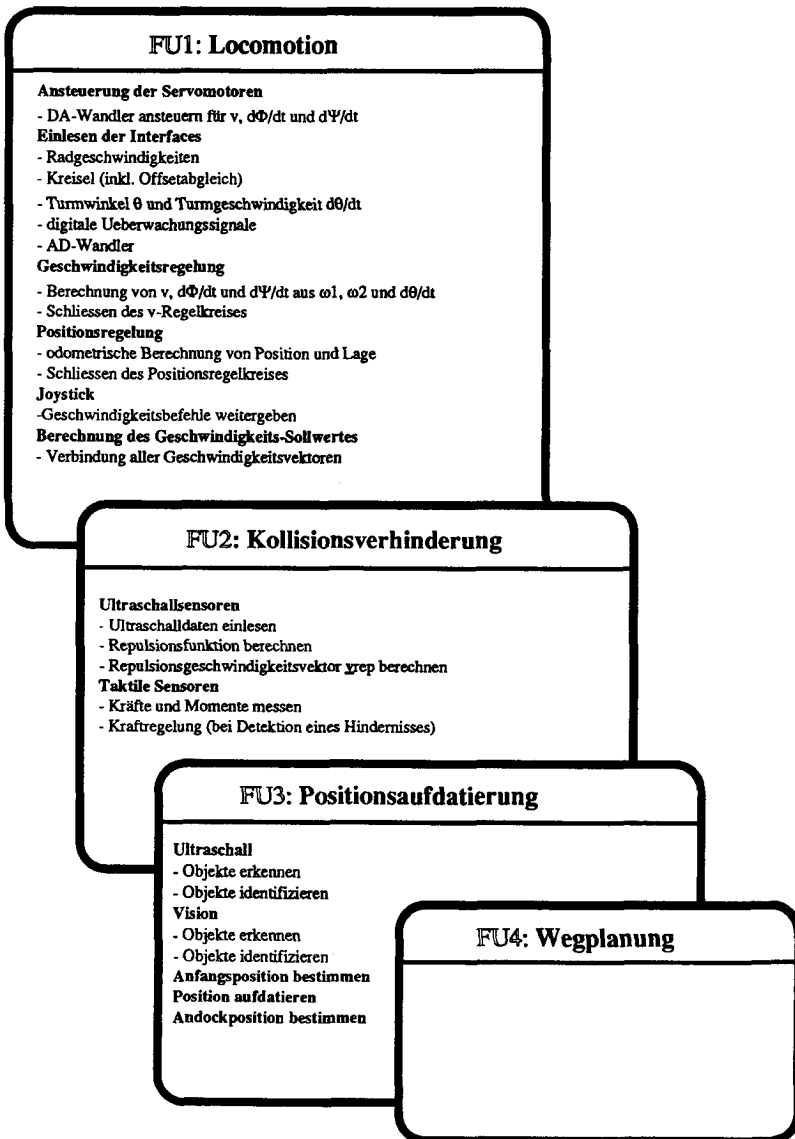 FU1: Locomotion
Ansteuerung der Servomotoren
- DA-Wandler ansteuern für v, dΦ/dt und dΨ/dt
Einlesen der Interfaces
- Radgeschwindigkeiten
- Kreisel (inkl. Offsetabgleich)
- Turmwinkel θ und Turmgeschwindigkeit dθ/dt
- digitale Ueberwachungssignale
- AD-Wandler
Geschwindigkeitsregelung
- Berechnung von v, dΦ/dt und dΨ/dt aus ω1, ω2 und dθ/dt
- Schliessen des v-Regelkreises
Positionsregelung
- odometrische Berechnung von Position und Lage
- Schliessen des Positionsregelkreises
Joystick
-Geschwindigkeitsbefehle weitergeben
Berechnung des Geschwindigkeits-Sollwertes
- Verbindung aller Geschwindigkeitsvektoren
FU2: Kollisionsverhinderung
Ultraschallsensoren
- Ultraschalldaten einlesen
- Repulsionsfunktion berechnen
- Repulsionsgeschwindigkeitsvektor vrep berechnen
Taktile Sensoren
- Kräfte und Momente messen
- Kraftregelung (bei Detektion eines Hindernisses)
FU3: Positionsaufdatierung
Ultraschall
- Objekte erkennen
- Objekte identifizieren
Vision
- Objekte erkennen
- Objekte identifizieren
Anfangsposition bestimmen
Position aufdatieren
Andockposition bestimmen
FU4: Wegplanung